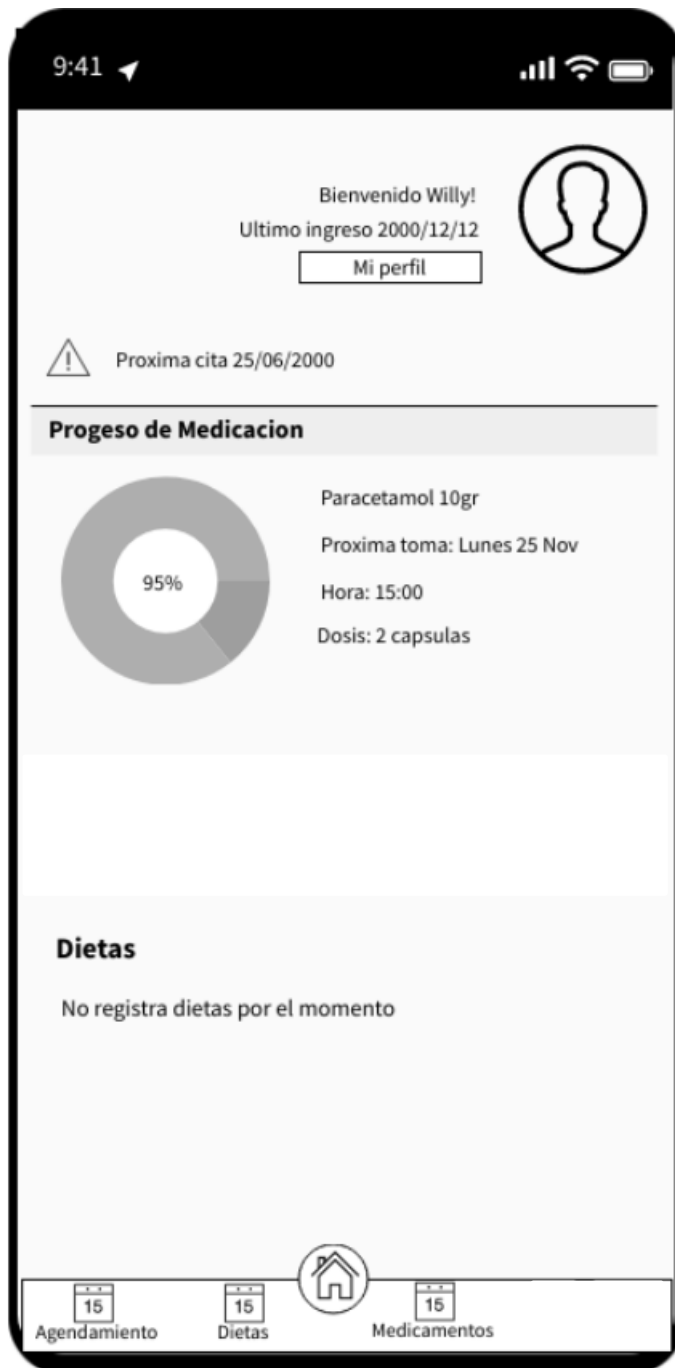 9:41
Bienvenido Willy!
Ultimo ingreso 2000/12/12
Mi perfil
Proxima cita 25/06/2000
Progeso de Medicacion
95%
Paracetamol 10gr
Proxima toma: Lunes 25 Nov
Hora: 15:00
Dosis: 2 capsulas
Dietas
No registra dietas por el momento
15
15
15
Agendamiento
Dietas
Medicamentos